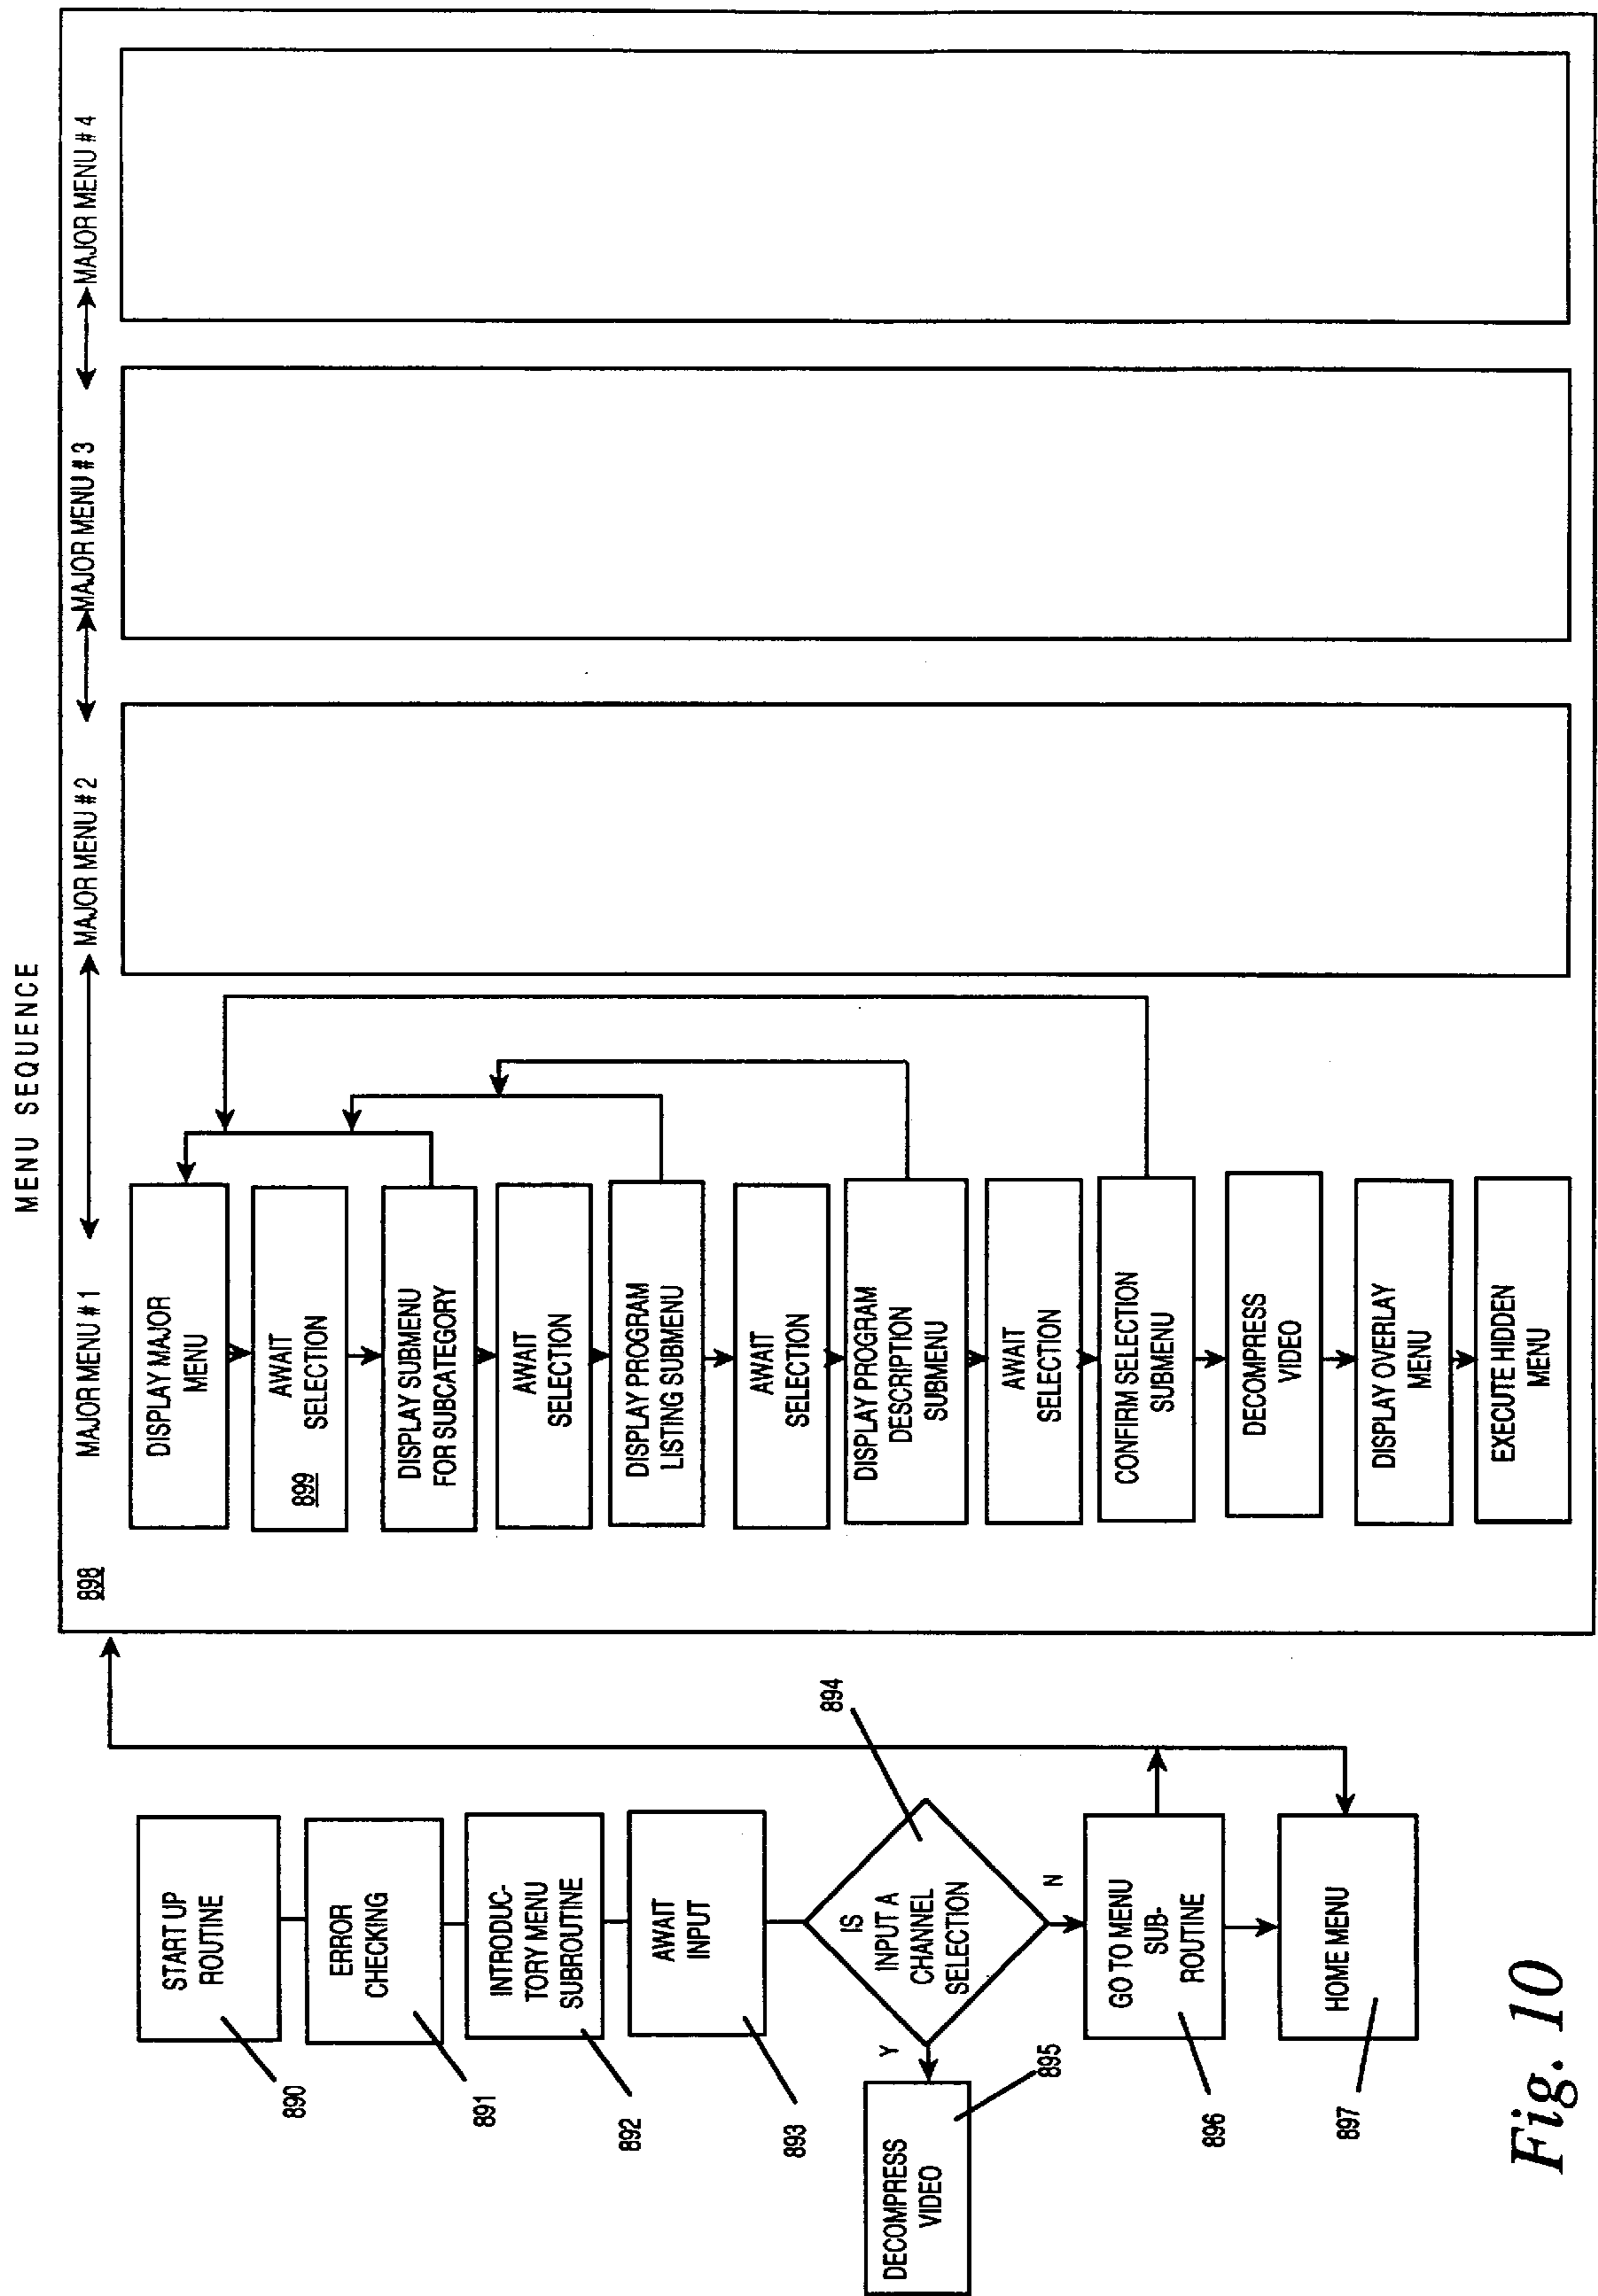 MENU SEQUENCE
START UP
ROUTINE
890
ERROR
CHECKING
891
INTRODUC-
TORY MENU
SUBROUTINE
892
AWAIT
INPUT
893
IS
INPUT A
CHANNEL
SELECTION
894
Y
N
DECOMPRESS
VIDEO
895
GO TO MENU
SUB-
ROUTINE
896
HOME MENU
897
898
MAJOR MENU # 1
DISPLAY MAJOR
MENU
AWAIT
SELECTION
899
DISPLAY SUBMENU
FOR SUBCATEGORY
AWAIT
SELECTION
DISPLAY PROGRAM
LISTING SUBMENU
AWAIT
SELECTION
DISPLAY PROGRAM
DESCRIPTION
SUBMENU
AWAIT
SELECTION
CONFIRM SELECTION
SUBMENU
DECOMPRESS
VIDEO
DISPLAY OVERLAY
MENU
EXECUTE HIDDEN
MENU
MAJOR MENU # 2
MAJOR MENU # 3
MAJOR MENU # 4
Fig. 10